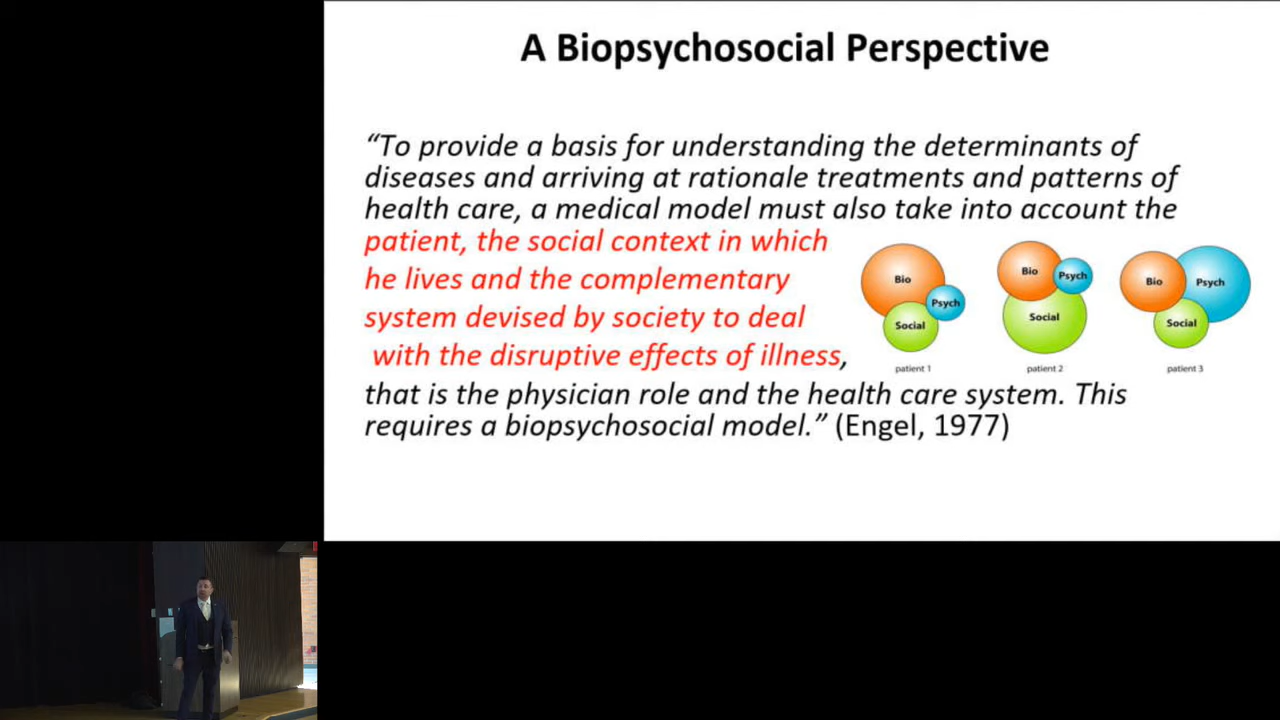 A Biopsychosocial Perspective
“To provide a basis for understanding the determinants of
diseases and arriving at rationale treatments and patterns of
health care, a medical model must also take into account the
patient, the social context in which
he lives and the complementary
system devised by society to deal
with the disruptive effects of illness,
that is the physician role and the health care system. This
requires a biopsychosocial model.” (Engel, 1977)
Bio
Psych
Social
patient 1
Bio
Psych
Social
patient 2
Bio
Psych
Social
patient 3